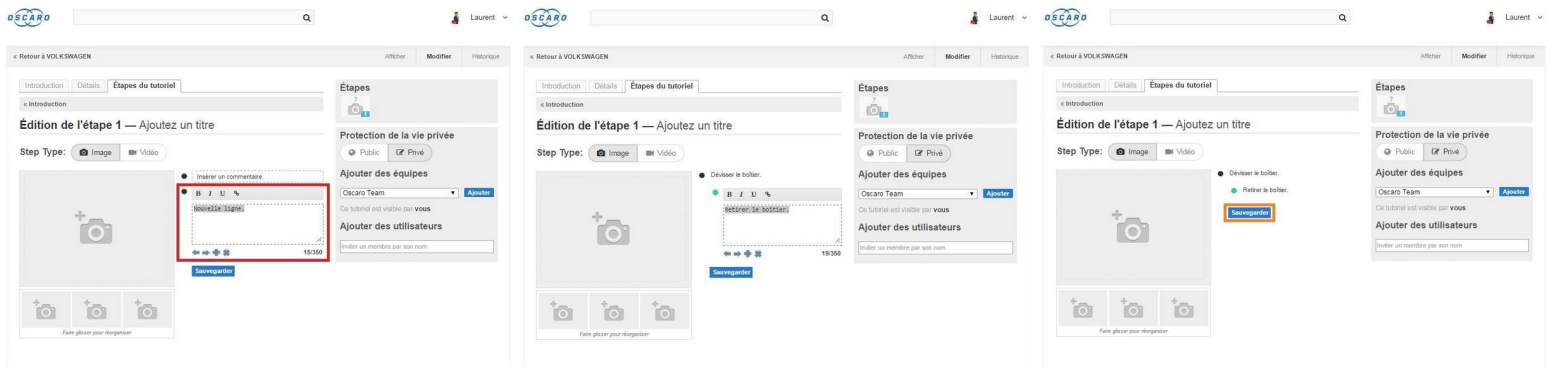 OSCARO
Laurent
« Retour à VOLKSWAGEN
Afficher Modifier Historique
Introduction Détails Étapes du tutoriel
« Introduction
Édition de l'étape 1 — Ajoutez un titre
Step Type: Image Vidéo
Insérer un commentaire.
B I U
Nouvelle ligne.
15/350
Sauvegarder
Faire glisser pour réorganiser
Étapes
?
1
Protection de la vie privée
Public Privé
Ajouter des équipes
Oscaro Team Ajouter
Ce tutoriel est visible par vous.
Ajouter des utilisateurs
Inviter un membre par son nom
OSCARO
Laurent
« Retour à VOLKSWAGEN
Afficher Modifier Historique
Introduction Détails Étapes du tutoriel
« Introduction
Édition de l'étape 1 — Ajoutez un titre
Step Type: Image Vidéo
Dévisser le boîtier.
B I U
Retirer le boîtier.
19/350
Sauvegarder
Faire glisser pour réorganiser
Étapes
?
1
Protection de la vie privée
Public Privé
Ajouter des équipes
Oscaro Team Ajouter
Ce tutoriel est visible par vous.
Ajouter des utilisateurs
Inviter un membre par son nom
OSCARO
Laurent
« Retour à VOLKSWAGEN
Afficher Modifier Historique
Introduction Détails Étapes du tutoriel
« Introduction
Édition de l'étape 1 — Ajoutez un titre
Step Type: Image Vidéo
Dévisser le boîtier.
Retirer le boîtier.
Sauvegarder
Faire glisser pour réorganiser
Étapes
?
1
Protection de la vie privée
Public Privé
Ajouter des équipes
Oscaro Team Ajouter
Ce tutoriel est visible par vous.
Ajouter des utilisateurs
Inviter un membre par son nom